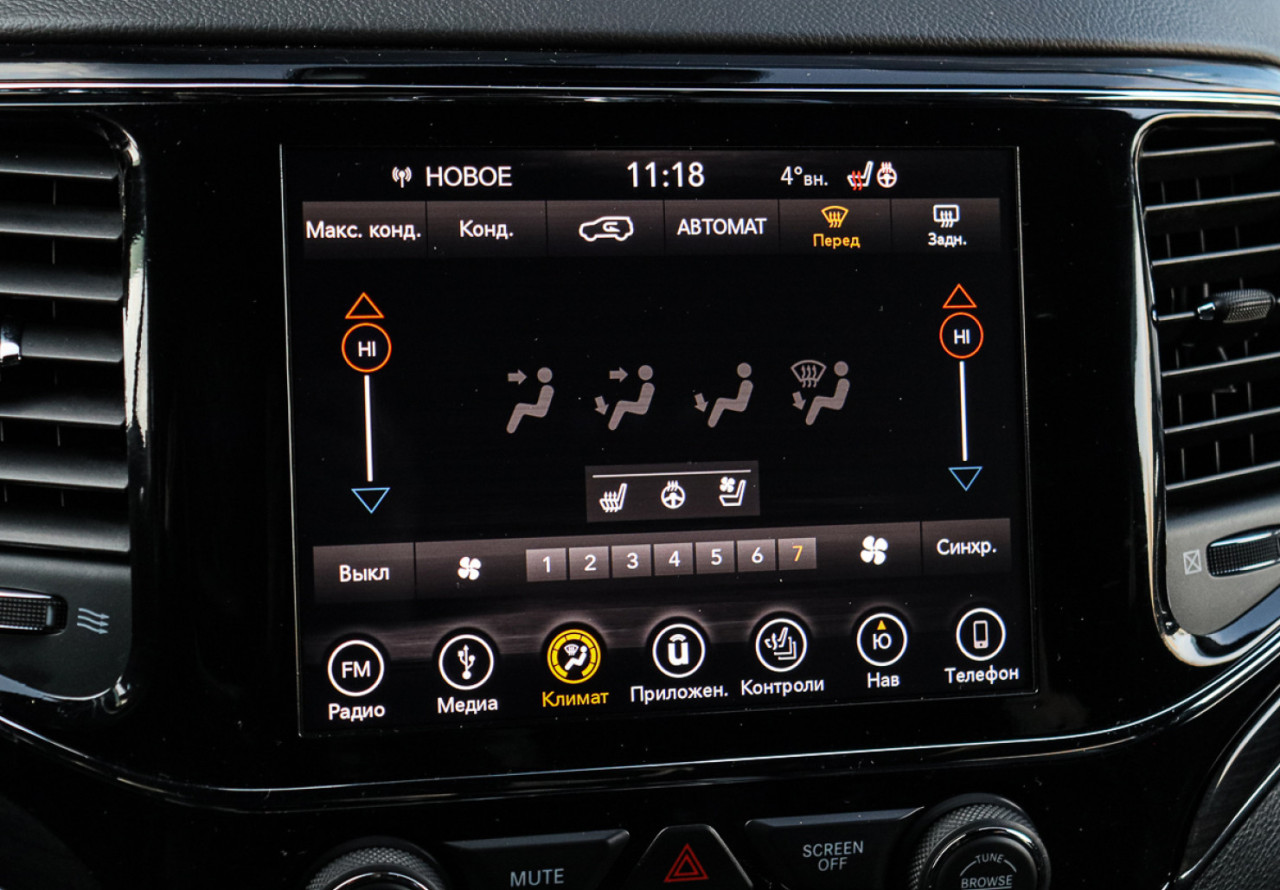 НОВОЕ 11:18 4°вн.
Макс. конд. Конд. АВТОМАТ Перед Задн.
HI HI
Выкл 1 2 3 4 5 6 7 Синхр.
FM Ю
Радио Медиа Климат Приложен. Контроли Нав Телефон
MUTE
SCREEN
OFF
TUNE
BROWSE